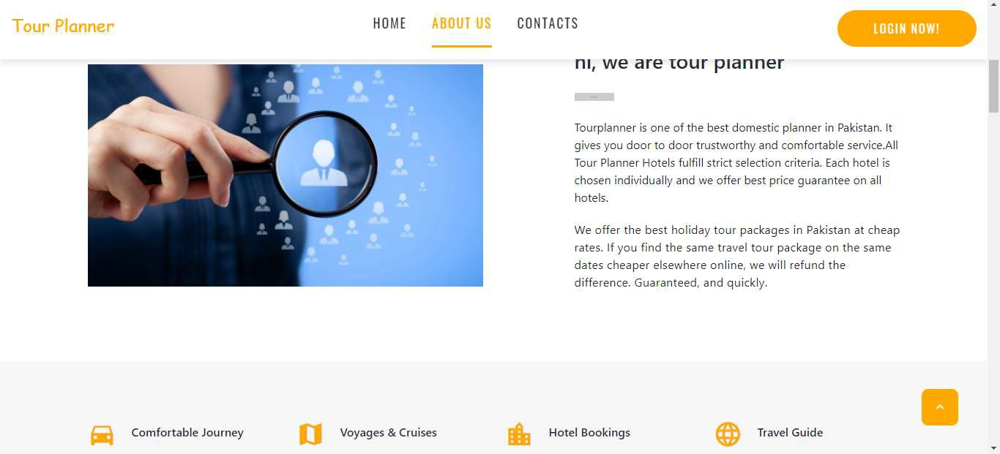 Tour Planner
HOME
ABOUT US
CONTACTS
LOGIN NOW!
hi, we are tour planner
Tourplanner is one of the best domestic planner in Pakistan. It
gives you door to door trustworthy and comfortable service.All
Tour Planner Hotels fulfill strict selection criteria. Each hotel is
chosen individually and we offer best price guarantee on all
hotels.
We offer the best holiday tour packages in Pakistan at cheap
rates. If you find the same travel tour package on the same
dates cheaper elsewhere online, we will refund the
difference. Guaranteed, and quickly.
Comfortable Journey
Voyages & Cruises
Hotel Bookings
Travel Guide